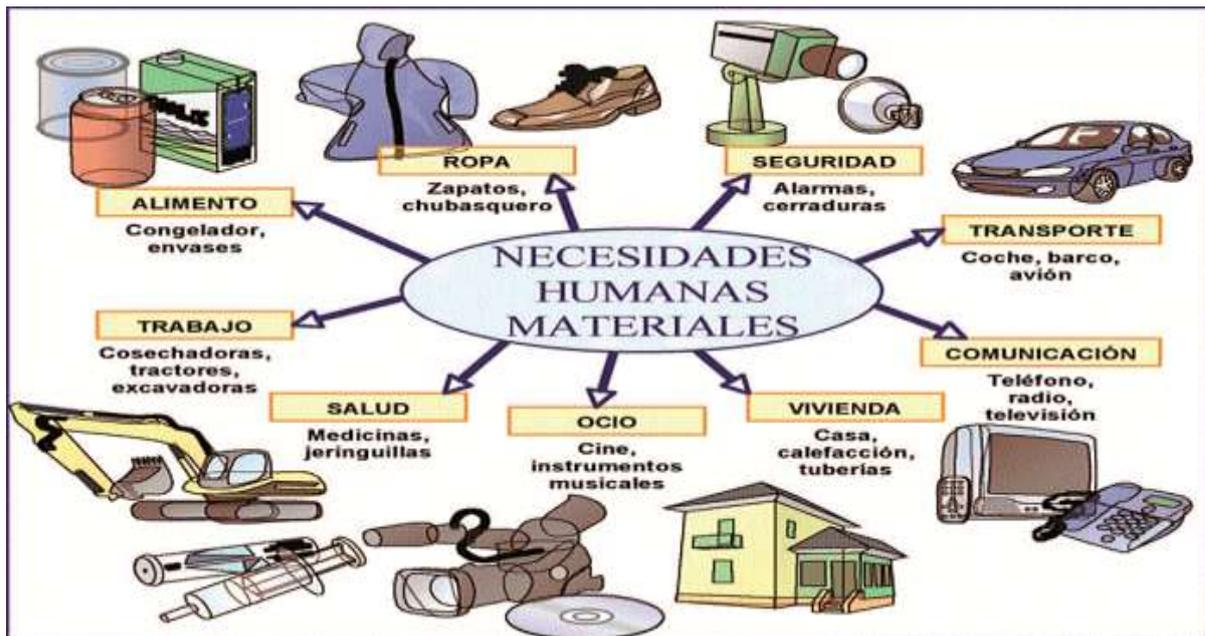 ROPA
Zapatos,
chubasquero
SEGURIDAD
Alarmas,
cerraduras
ALIMENTO
Congelador,
envases
TRANSPORTE
Coche, barco,
avión
NECESIDADES
HUMANAS
MATERIALES
TRABAJO
Cosechadoras,
tractores,
excavadoras
COMUNICACIÓN
Teléfono,
radio,
televisión
SALUD
Medicinas,
jeringuillas
OCIO
Cine,
instrumentos
musicales
VIVIENDA
Casa,
calefacción,
tuberías